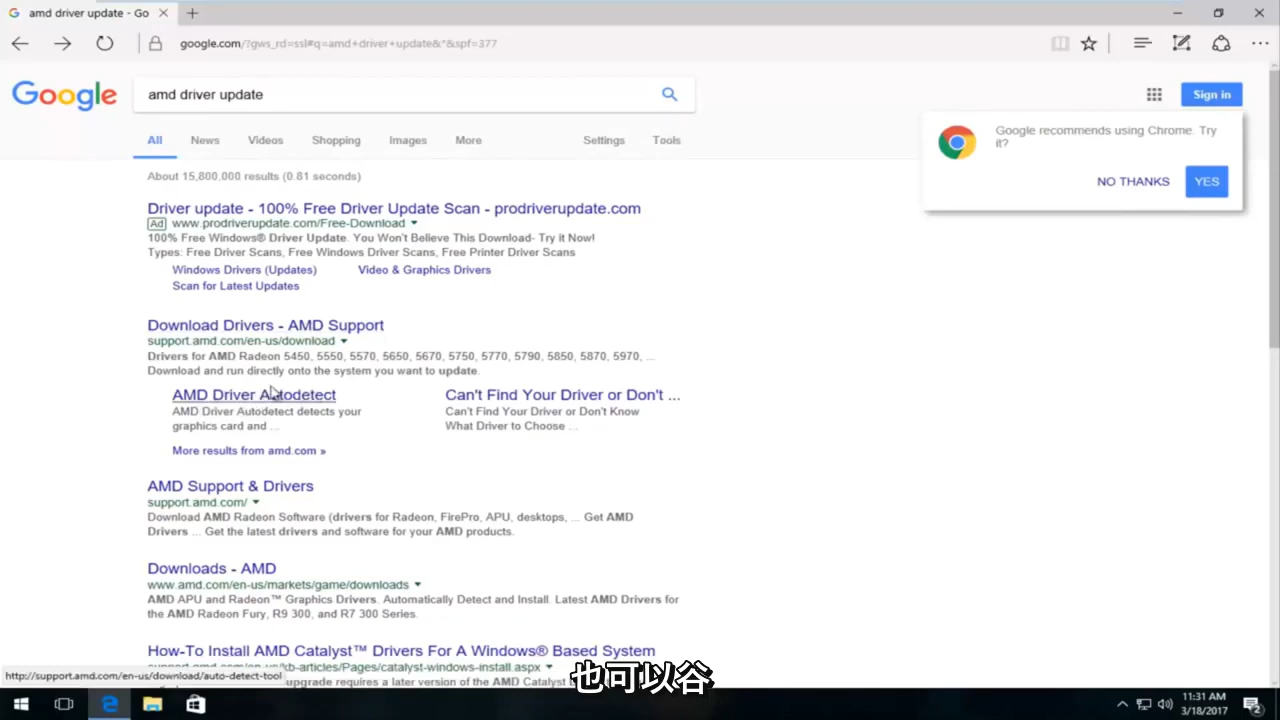 amd driver update - Go
google.com/?gws_rd=ssl#q=amd+driver+update&*&spf=377
Google
amd driver update
Sign in
Google recommends using Chrome. Try
it?
NO THANKS
YES
All
News
Videos
Shopping
Images
More
Settings
Tools
About 15,800,000 results (0.81 seconds)
Driver update - 100% Free Driver Update Scan - prodriverupdate.com
Ad www.prodriverupdate.com/Free-Download
100% Free Windows® Driver Update. You Won't Believe This Download- Try it Now!
Types: Free Driver Scans, Free Windows Driver Scans, Free Printer Driver Scans
Windows Drivers (Updates)
Video & Graphics Drivers
Scan for Latest Updates
Download Drivers - AMD Support
support.amd.com/en-us/download
Drivers for AMD Radeon 5450, 5550, 5570, 5650, 5670, 5750, 5770, 5790, 5850, 5870, 5970, ...
Download and run directly onto the system you want to update.
AMD Driver Autodetect
AMD Driver Autodetect detects your
graphics card and ...
Can't Find Your Driver or Don't ...
Can't Find Your Driver or Don't Know
What Driver to Choose ...
More results from amd.com »
AMD Support & Drivers
support.amd.com/
Download AMD Radeon Software (drivers for Radeon, FirePro, APU, desktops, ... Get AMD
Drivers ... Get the latest drivers and software for your AMD products.
Downloads - AMD
www.amd.com/en-us/markets/game/downloads
AMD APU and Radeon™ Graphics Drivers. Automatically Detect and Install. Latest AMD Drivers for
the AMD Radeon Fury, R9 300, and R7 300 Series.
How-To Install AMD Catalyst™ Drivers For A Windows® Based System
support.amd.com/en-us/kb-articles/Pages/catalyst-windows-install.aspx
upgrade requires a later version of the AMD Catalyst
http://support.amd.com/en-us/download/auto-detect-tool
也可以谷
11:31 AM
3/18/2017
2